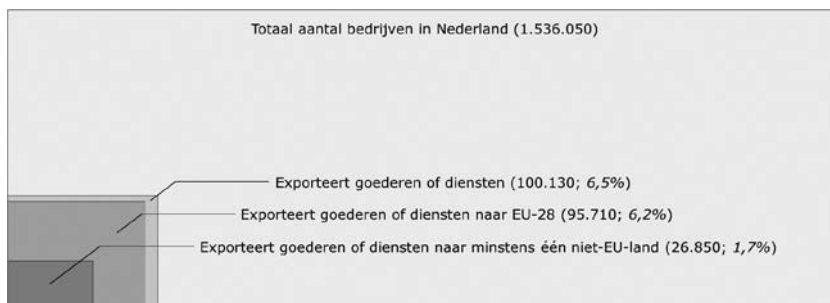 Totaal aantal bedrijven in Nederland (1.536.050)
Exporteert goederen of diensten (100.130; 6,5%)
Exporteert goederen of diensten naar EU-28 (95.710; 6,2%)
Exporteert goederen of diensten naar minstens één niet-EU-land (26.850; 1,7%)